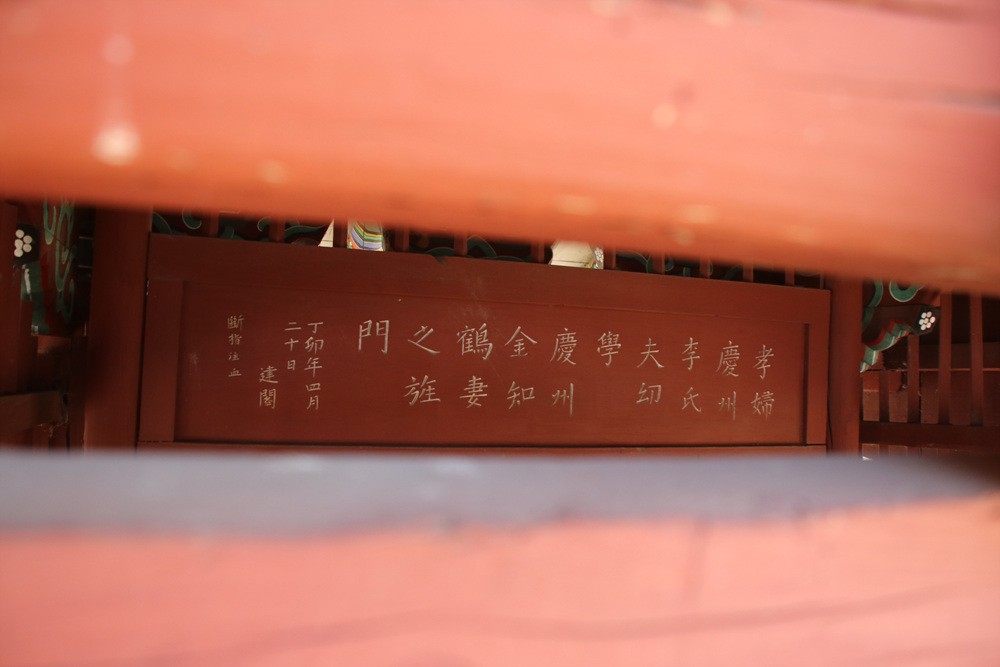 孝婦
慶州
李氏
夫幼
學
慶州
金知
鶴妻
之旌
門
丁卯年四月
二十日
建閣
斷指注血